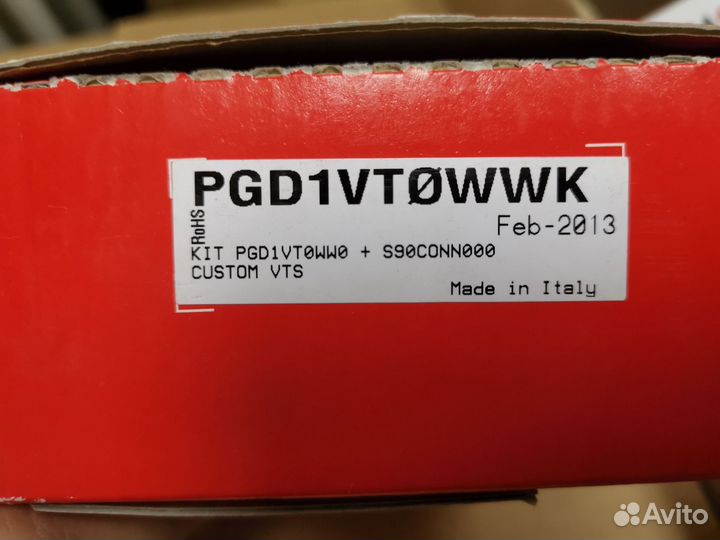 PGD1VTØWWK
RoHS
Feb-2013
KIT PGD1VT0WW0 + S90CONN000
CUSTOM VTS
Made in Italy
Avito